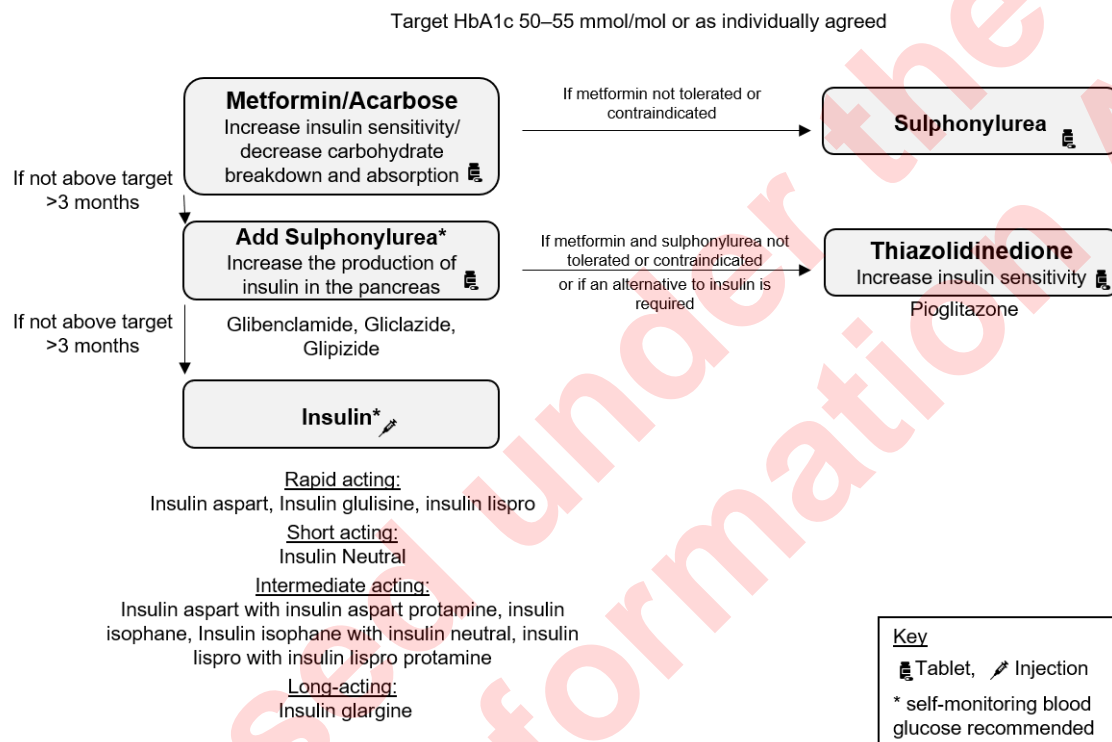 Target HbA1c 50–55 mmol/mol or as individually agreed
Metformin/Acarbose
Increase insulin sensitivity/
decrease carbohydrate
breakdown and absorption
If metformin not tolerated or
contraindicated
Sulphonylurea
If not above target
>3 months
Add Sulphonylurea*
Increase the production of
insulin in the pancreas
If metformin and sulphonylurea not
tolerated or contraindicated
or if an alternative to insulin is
required
Thiazolidinedione
Increase insulin sensitivity
Pioglitazone
If not above target
>3 months
Glibenclamide, Gliclazide,
Glipizide
Insulin*
Rapid acting:
Insulin aspart, Insulin glulisine, insulin lispro
Short acting:
Insulin Neutral
Intermediate acting:
Insulin aspart with insulin aspart protamine, insulin
isophane, Insulin isophane with insulin neutral, insulin
lispro with insulin lispro protamine
Long-acting:
Insulin glargine
Key
Tablet, Injection
* self-monitoring blood
glucose recommended
sed under the
formation